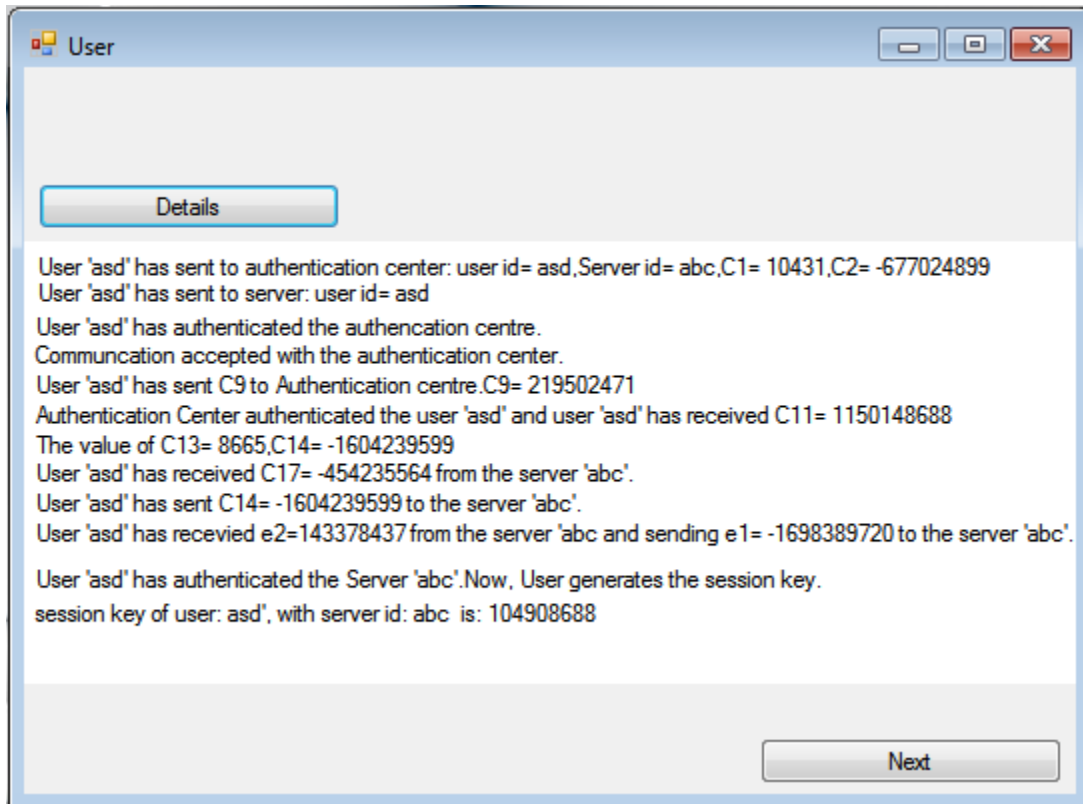 User
Details
User 'asd' has sent to authentication center: user id= asd,Server id= abc,C1= 10431,C2= -677024899
User 'asd' has sent to server: user id= asd
User 'asd' has authenticated the authencation centre.
Communcation accepted with the authentication center.
User 'asd' has sent C9 to Authentication centre.C9= 219502471
Authentication Center authenticated the user 'asd' and user 'asd' has received C11= 1150148688
The value of C13= 8665,C14= -1604239599
User 'asd' has received C17= -454235564 from the server 'abc'.
User 'asd' has sent C14= -1604239599 to the server 'abc'.
User 'asd' has recevied e2=143378437 from the server 'abc and sending e1= -1698389720 to the server 'abc'.
User 'asd' has authenticated the Server 'abc'.Now, User generates the session key.
session key of user: asd', with server id: abc  is: 104908688
Next